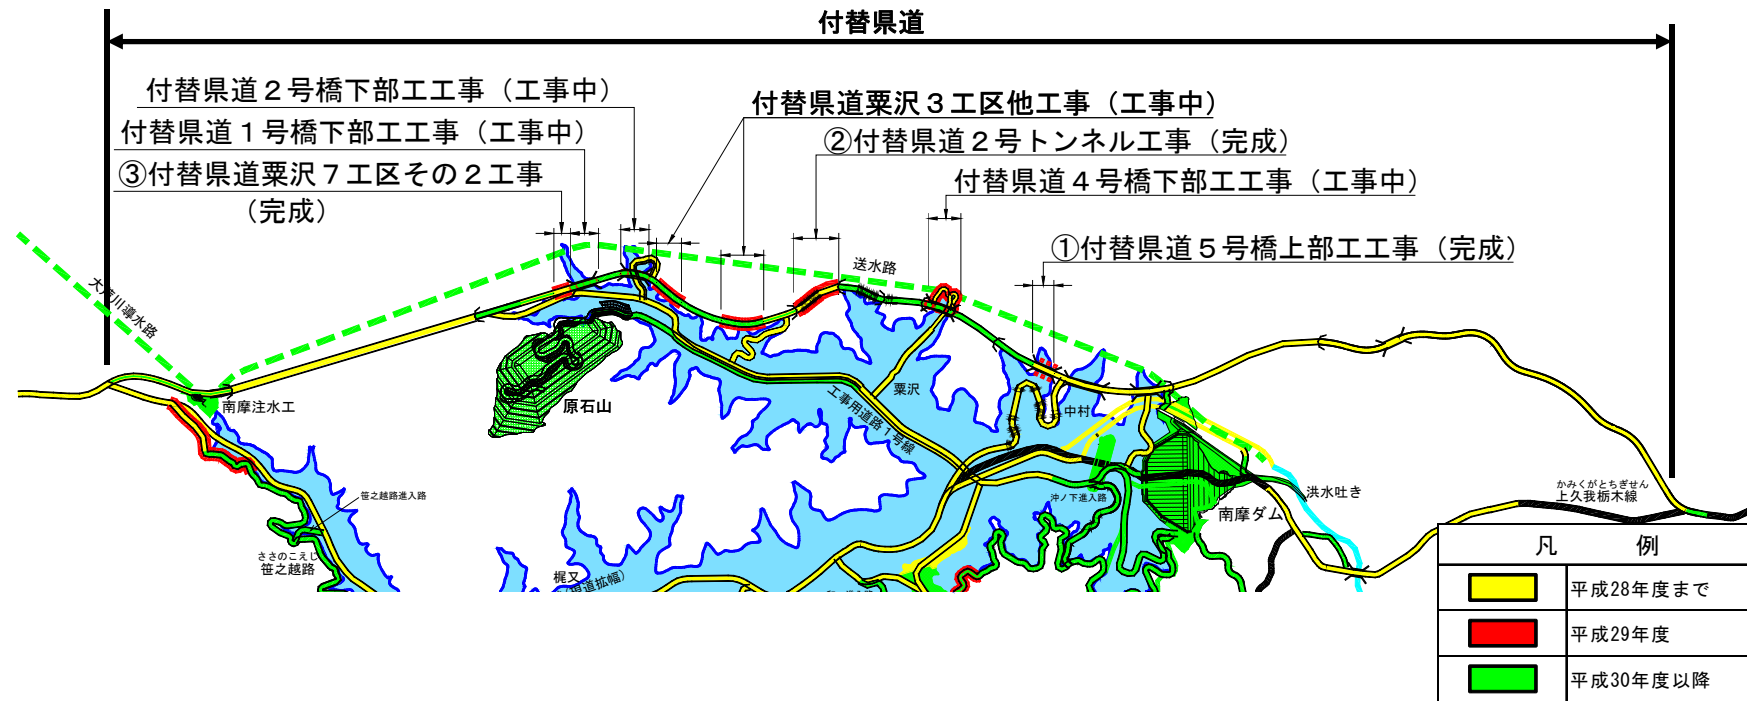 付替県道
付替県道２号橋下部工工事（工事中）
付替県道粟沢３工区他工事（工事中）
付替県道１号橋下部工工事（工事中）
②付替県道２号トンネル工事（完成）
③付替県道粟沢７工区その２工事
（完成）
付替県道４号橋下部工工事（工事中）
①付替県道５号橋上部工工事（完成）
送水路
大芦川導水路
南摩注水工
原石山
粟沢
工事用道路１号線
中村
笹之越路進入路
沖ノ下進入路
洪水吐き
かみくがとちぎせん
上久我栃木線
南摩ダム
ささのこえじ
笹之越路
梶又
（現道拡幅）
凡　例
平成28年度まで
平成29年度
平成30年度以降